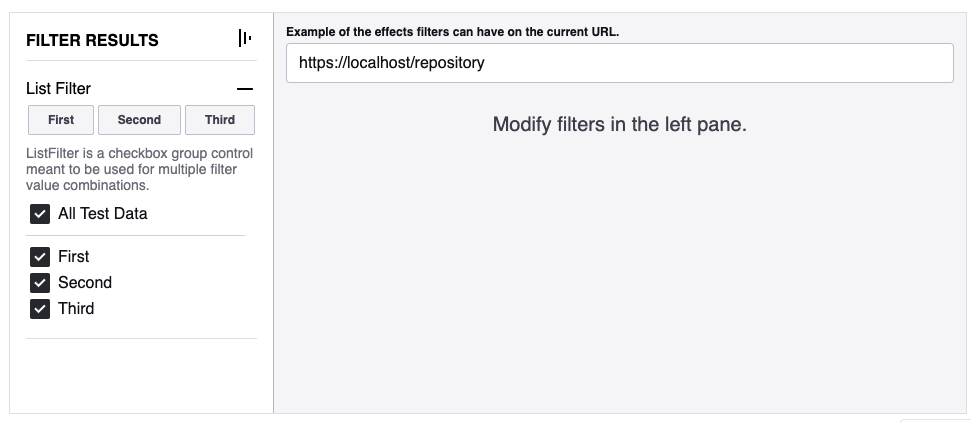 FILTER RESULTS
List Filter
First
Second
Third
ListFilter is a checkbox group control
meant to be used for multiple filter
value combinations.
All Test Data
First
Second
Third
Example of the effects filters can have on the current URL.
https://localhost/repository
Modify filters in the left pane.